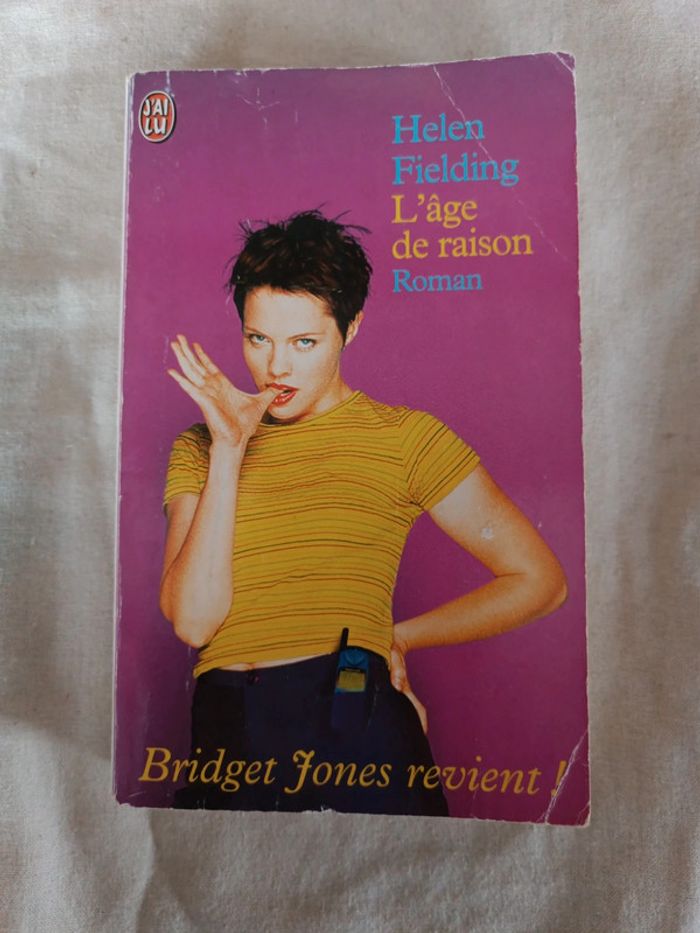 J'AI
LU
Helen
Fielding
L'âge
de raison
Roman
Bridget Jones revient !